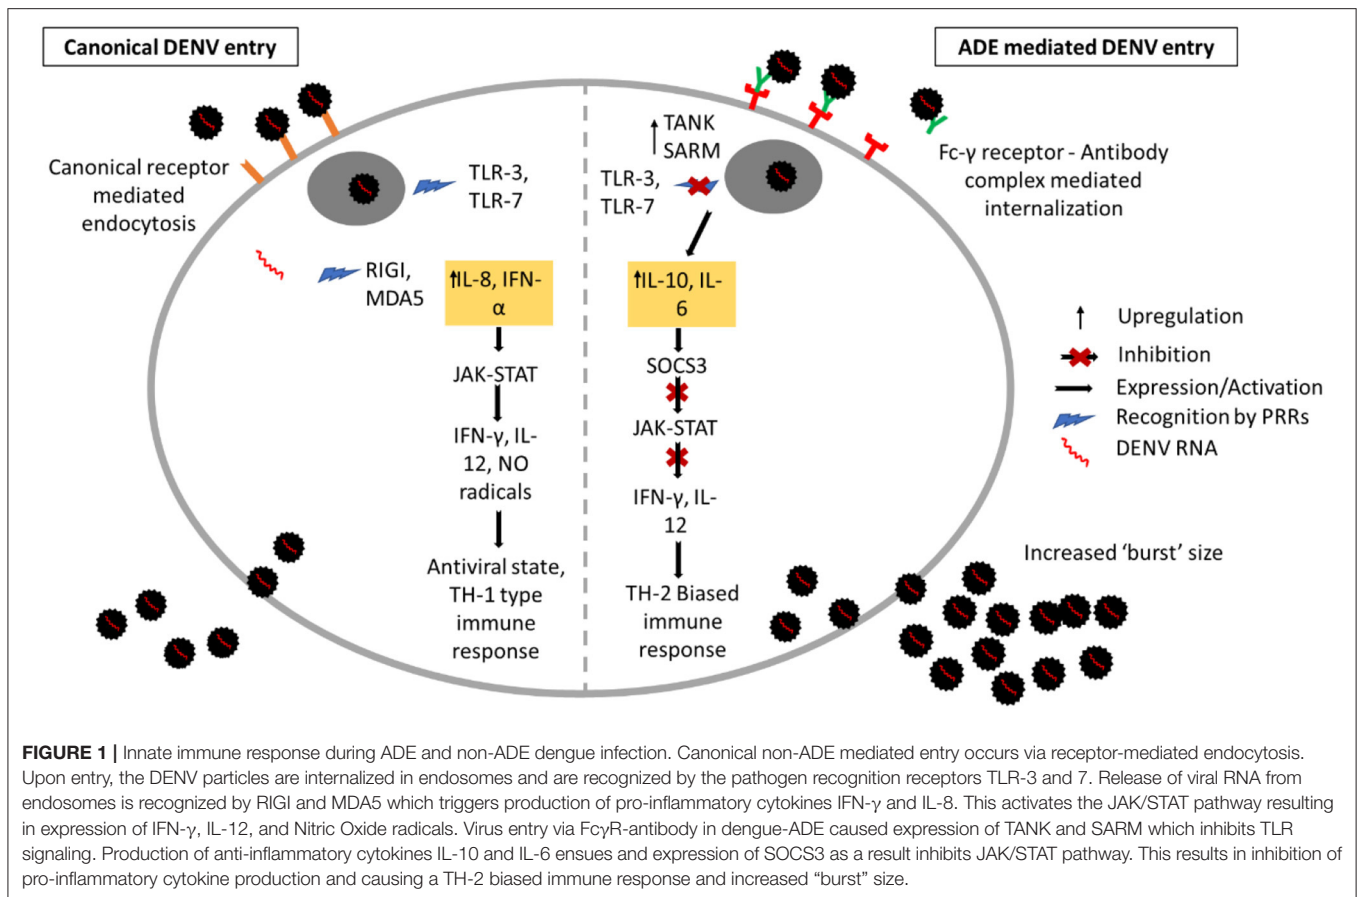 Canonical DENV entry
ADE mediated DENV entry
Canonical receptor
mediated
endocytosis
TLR-3,
TLR-7
RIGI,
MDA5
↑IL-8, IFN-
α
JAK-STAT
IFN-γ, IL-
12, NO
radicals
Antiviral state,
TH-1 type
immune
response
TANK
SARM
TLR-3,
TLR-7
↑IL-10, IL-
6
SOCS3
JAK-STAT
IFN-γ, IL-
12
TH-2 Biased
immune
response
Fc-γ receptor - Antibody
complex mediated
internalization
Upregulation
Inhibition
Expression/Activation
Recognition by PRRs
DENV RNA
Increased ‘burst’ size
FIGURE 1 | Innate immune response during ADE and non-ADE dengue infection. Canonical non-ADE mediated entry occurs via receptor-mediated endocytosis.
Upon entry, the DENV particles are internalized in endosomes and are recognized by the pathogen recognition receptors TLR-3 and 7. Release of viral RNA from
endosomes is recognized by RIGI and MDA5 which triggers production of pro-inflammatory cytokines IFN-γ and IL-8. This activates the JAK/STAT pathway resulting
in expression of IFN-γ, IL-12, and Nitric Oxide radicals. Virus entry via FcγR-antibody in dengue-ADE caused expression of TANK and SARM which inhibits TLR
signaling. Production of anti-inflammatory cytokines IL-10 and IL-6 ensues and expression of SOCS3 as a result inhibits JAK/STAT pathway. This results in inhibition of
pro-inflammatory cytokine production and causing a TH-2 biased immune response and increased “burst” size.